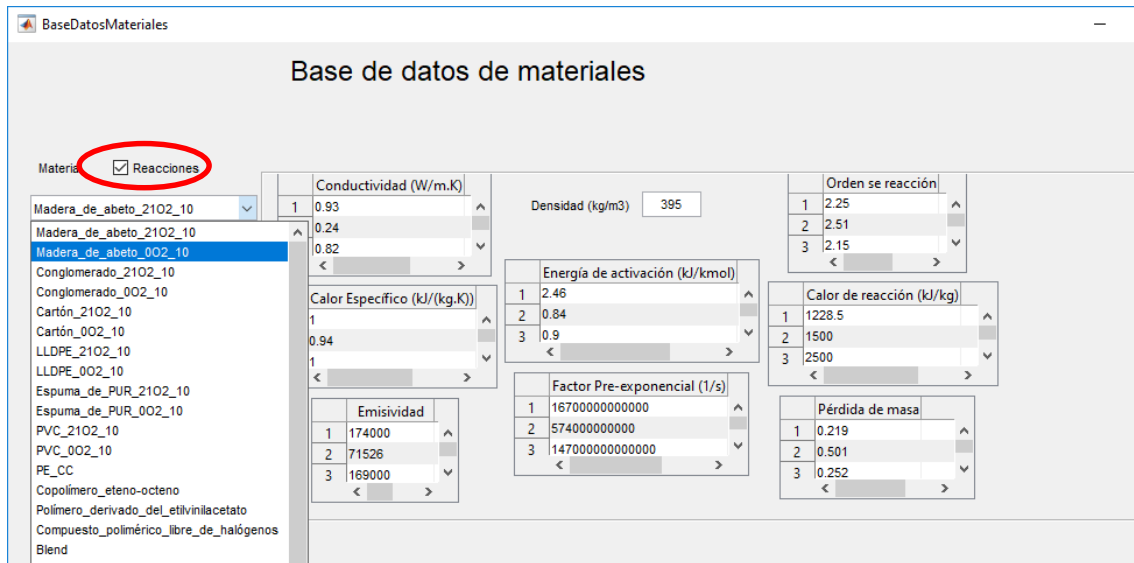 BaseDatosMateriales
Base de datos de materiales
Materia
Reacciones
Madera_de_abeto_21O2_10
Madera_de_abeto_21O2_10
Madera_de_abeto_0O2_10
Conglomerado_21O2_10
Conglomerado_0O2_10
Cartón_21O2_10
Cartón_0O2_10
LLDPE_21O2_10
LLDPE_0O2_10
Espuma_de_PUR_21O2_10
Espuma_de_PUR_0O2_10
PVC_21O2_10
PVC_0O2_10
PE_CC
Copolímero_eteno-octeno
Polímero_derivado_del_etilvinilacetato
Compuesto_polimérico_libre_de_halógenos
Blend
Conductividad (W/m.K)
1 0.93
0.24
0.82
Calor Específico (kJ/(kg.K))
1
0.94
1
Emisividad
1 174000
2 71526
3 169000
Densidad (kg/m3) 395
Energía de activación (kJ/kmol)
1 2.46
2 0.84
3 0.9
Factor Pre-exponencial (1/s)
1 16700000000000
2 574000000000
3 147000000000000
Orden se reacción
1 2.25
2 2.51
3 2.15
Calor de reacción (kJ/kg)
1 1228.5
2 1500
3 2500
Pérdida de masa
1 0.219
2 0.501
3 0.252